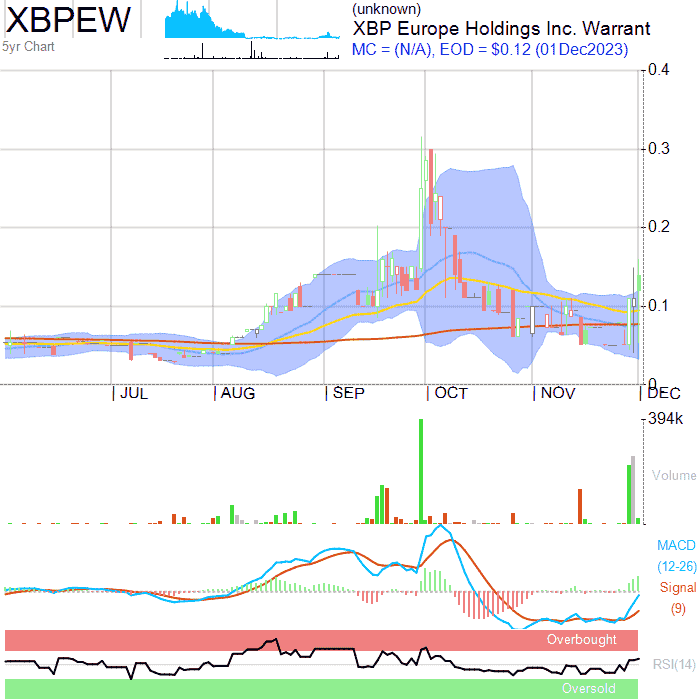 XBPEW
5yr Chart
(unknown)
XBP Europe Holdings Inc. Warrant
MC = (N/A), EOD = $0.12 (01Dec2023)
0.4
0.3
0.2
0.1
0
JUL
AUG
SEP
OCT
NOV
DEC
394k
Volume
MACD
(12-26)
Signal
(9)
Overbought
RSI(14)
Oversold